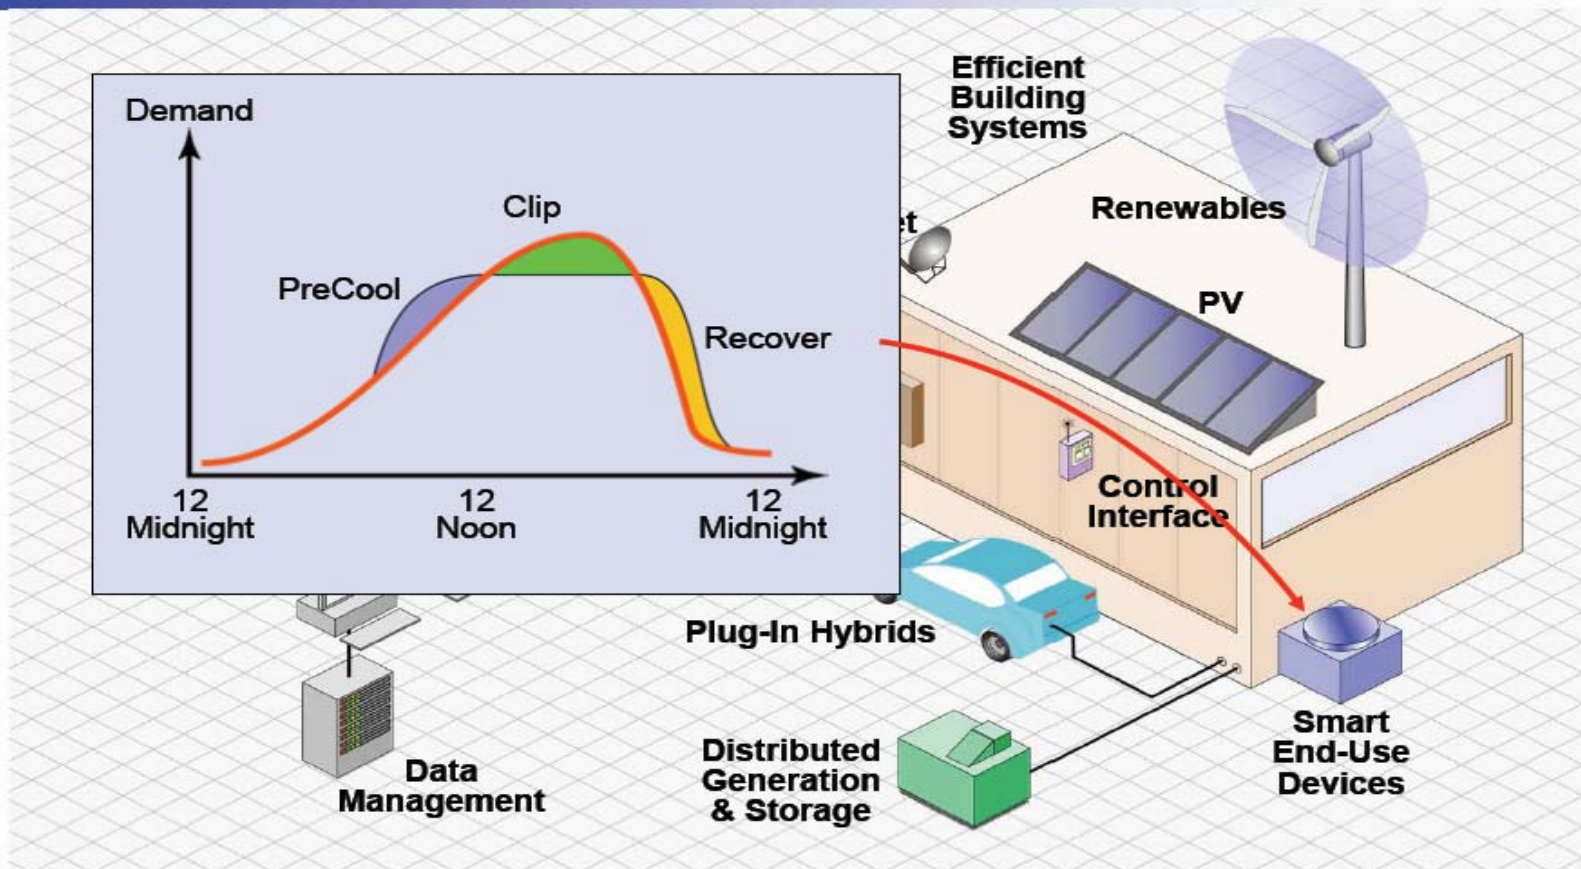 Demand
Clip
PreCool
Recover
12
Midnight
12
Noon
12
Midnight
Efficient
Building
Systems
Renewables
PV
Control
Interface
Plug-In Hybrids
Data
Management
Distributed
Generation
& Storage
Smart
End-Use
Devices